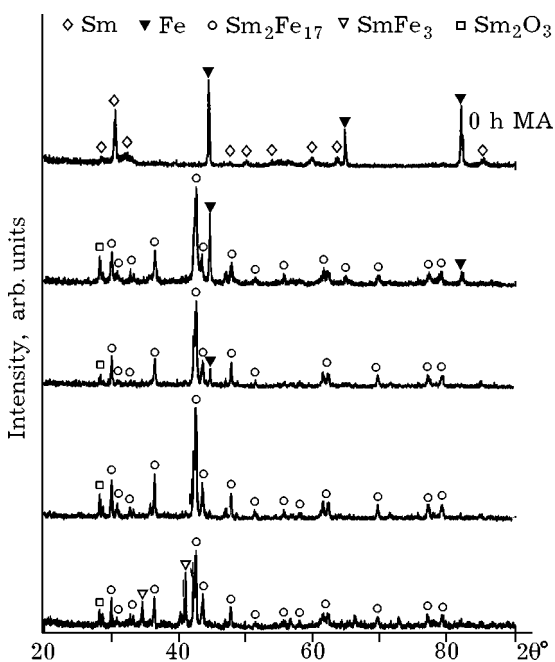 ◇ Sm ▼ Fe ○ Sm₂Fe₁₇ ▽ SmFe₃ □ Sm₂O₃
0 h MA
Intensity, arb. units
20 40 60 80 2θ°